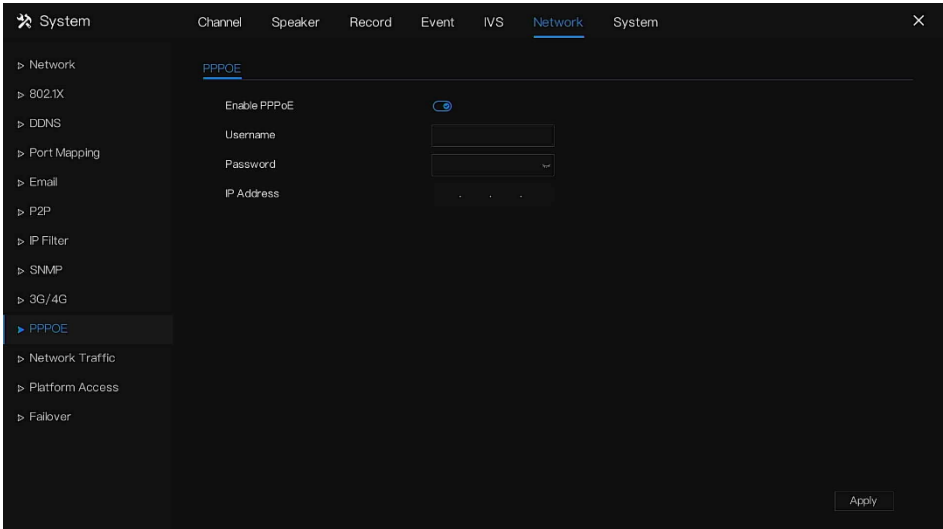 System
Channel Speaker Record Event IVS Network System
Network
802.1X
DDNS
Port Mapping
Email
P2P
IP Filter
SNMP
3G/4G
PPPOE
Network Traffic
Platform Access
Failover
PPPOE
Enable PPPoE
Username
Password
IP Address . . .
Apply